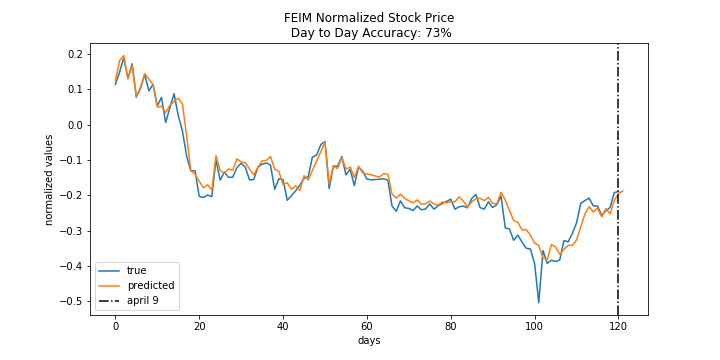 FEIM Normalized Stock Price
Day to Day Accuracy: 73%
normalized values
0.2
0.1
0.0
−0.1
−0.2
−0.3
−0.4
−0.5
true
predicted
april 9
0 20 40 60 80 100 120
days